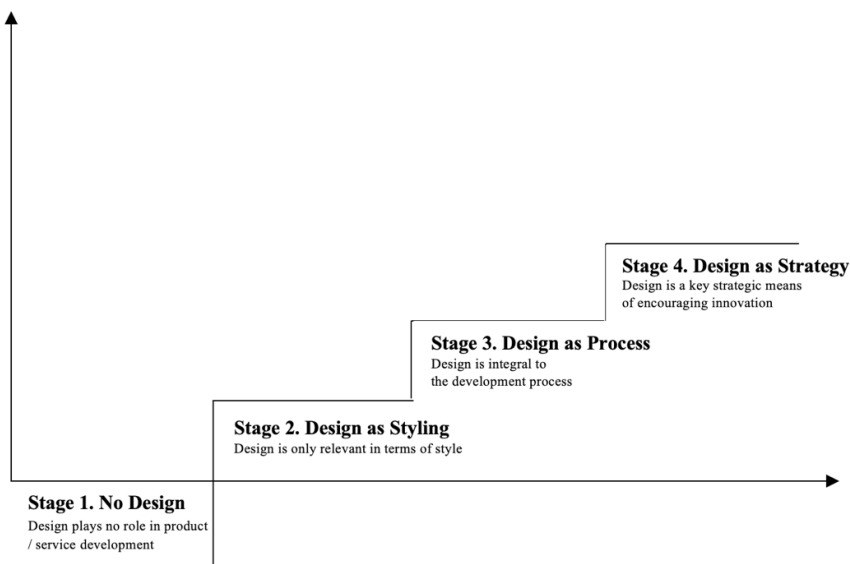 Stage 4. Design as Strategy
Design is a key strategic means
of encouraging innovation
Stage 3. Design as Process
Design is integral to
the development process
Stage 2. Design as Styling
Design is only relevant in terms of style
Stage 1. No Design
Design plays no role in product
/ service development